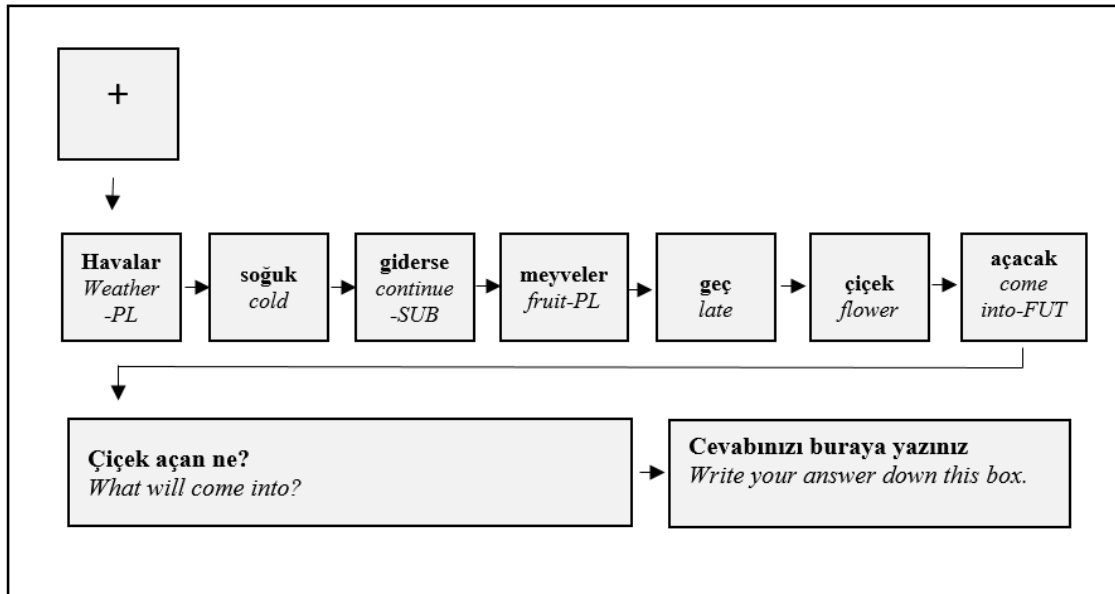 +
Havalar
Weather
-PL
soğuk
cold
giderse
continue
-SUB
meyveler
fruit-PL
geç
late
çiçek
flower
açacak
come
into-FUT
Çiçek açan ne?
What will come into?
Cevabınızı buraya yazınız
Write your answer down this box.